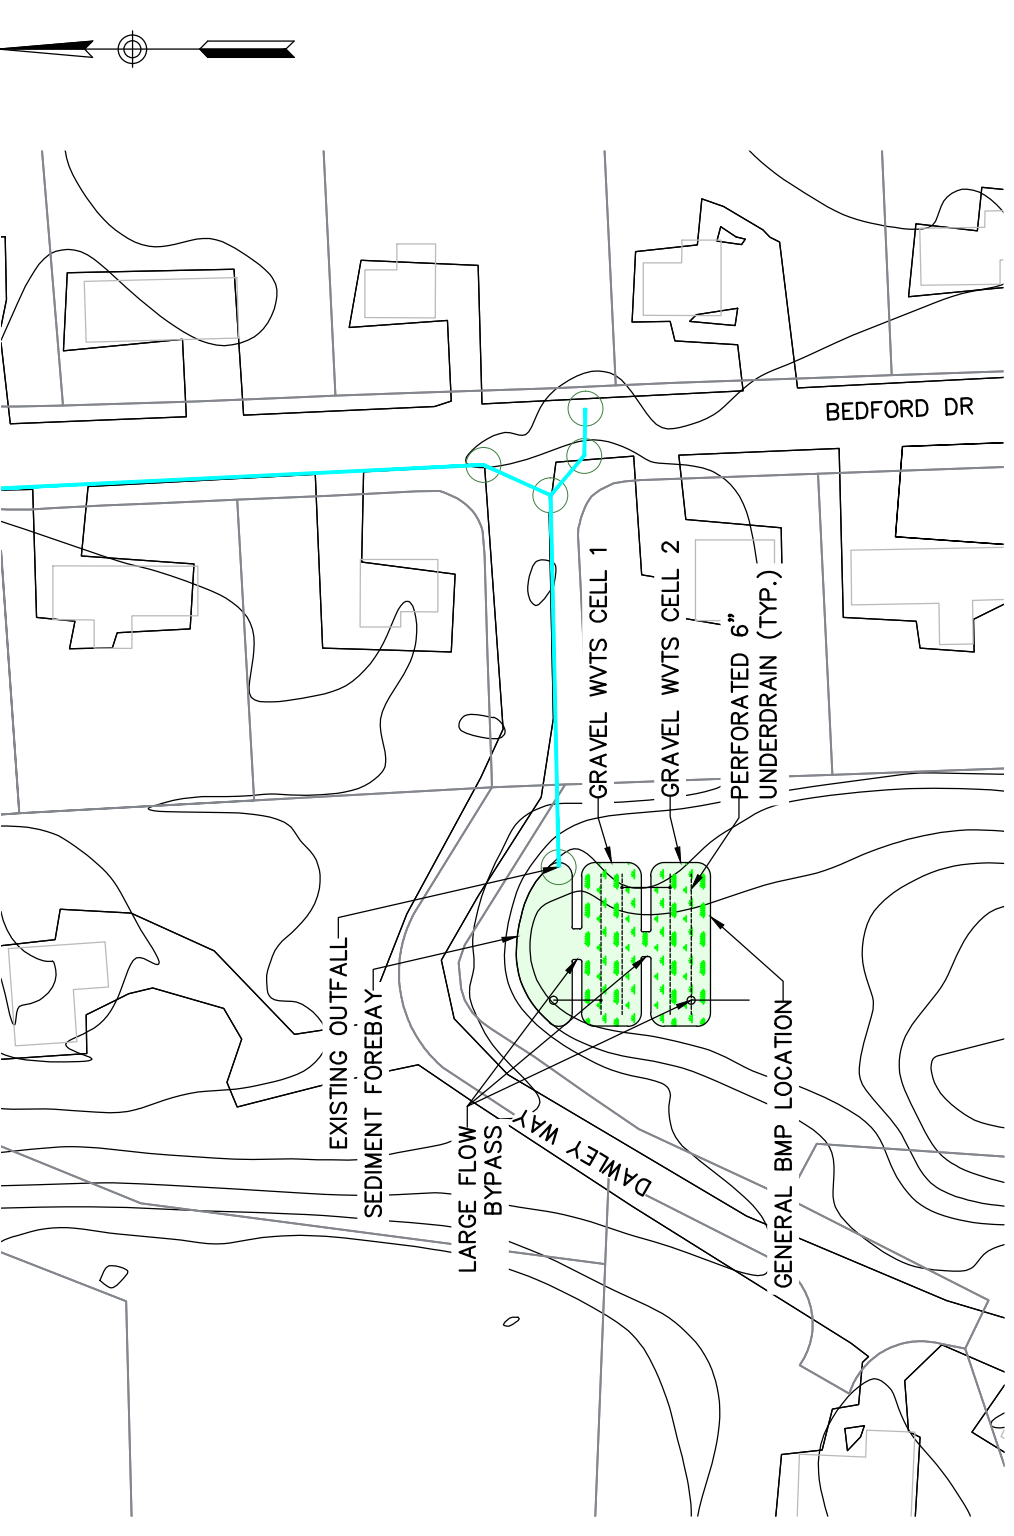 BEDFORD DR
GRAVEL WVTS CELL 1
GRAVEL WVTS CELL 2
PERFORATED 6"
UNDERDRAIN (TYP.)
EXISTING OUTFALL
SEDIMENT FOREBAY
LARGE FLOW
BYPASS
DAWLEY WAY
GENERAL BMP LOCATION